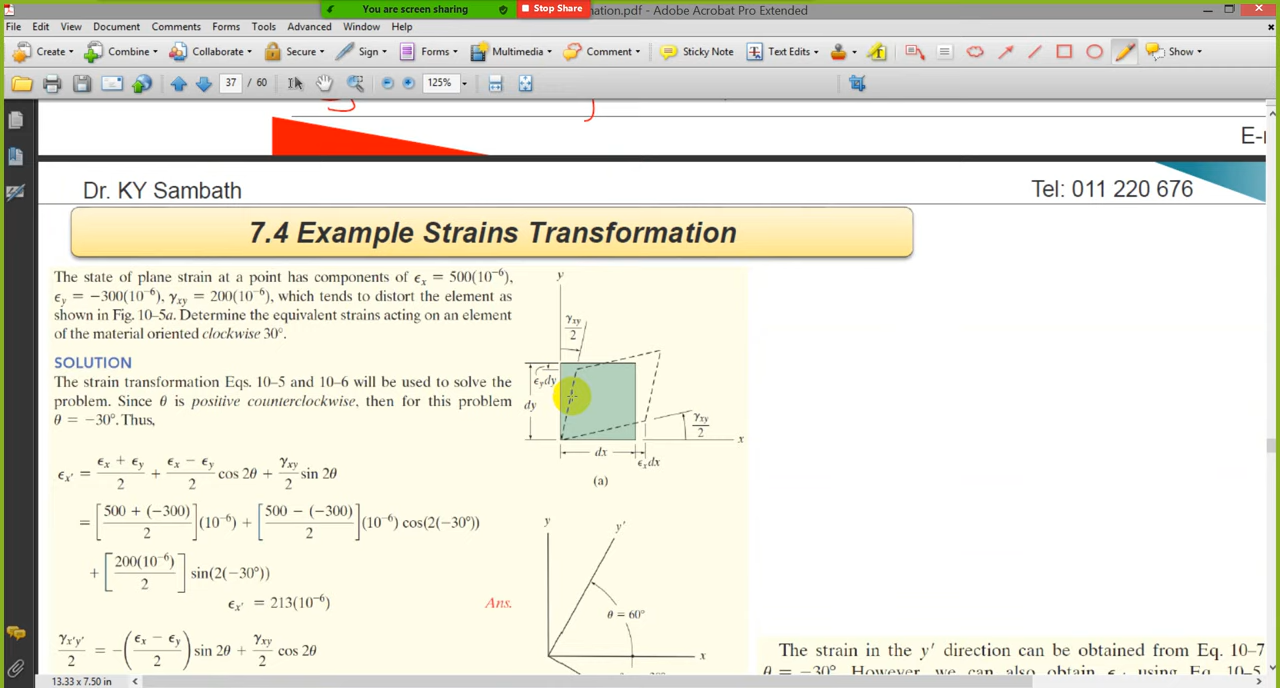 You are screen sharing
Stop Share
mation.pdf - Adobe Acrobat Pro Extended
File Edit View Document Comments Forms Tools Advanced Window Help
Create Combine Collaborate Secure Sign Forms Multimedia Comment Sticky Note Text Edits Show
37 / 60 125%
E-
Dr. KY Sambath
Tel: 011 220 676
7.4 Example Strains Transformation
The state of plane strain at a point has components of ϵx = 500(10⁻⁶),
ϵy = −300(10⁻⁶), γxy = 200(10⁻⁶), which tends to distort the element as
shown in Fig. 10–5a. Determine the equivalent strains acting on an element
of the material oriented clockwise 30°.
SOLUTION
The strain transformation Eqs. 10–5 and 10–6 will be used to solve the
problem. Since θ is positive counterclockwise, then for this problem
θ = −30°. Thus,
ϵx′ = (ϵx + ϵy)/2 + (ϵx − ϵy)/2 cos 2θ + γxy/2 sin 2θ
= [(500 + (−300))/2](10⁻⁶) + [(500 − (−300))/2](10⁻⁶) cos(2(−30°))
+ [200(10⁻⁶)/2] sin(2(−30°))
ϵx′ = 213(10⁻⁶) Ans.
γx′y′/2 = −((ϵx − ϵy)/2) sin 2θ + γxy/2 cos 2θ
y
γxy/2
ϵydy
dy
γxy/2
x
dx
ϵxdx
(a)
y
y′
θ = 60°
x
The strain in the y′ direction can be obtained from Eq. 10–7
13.33 x 7.50 in